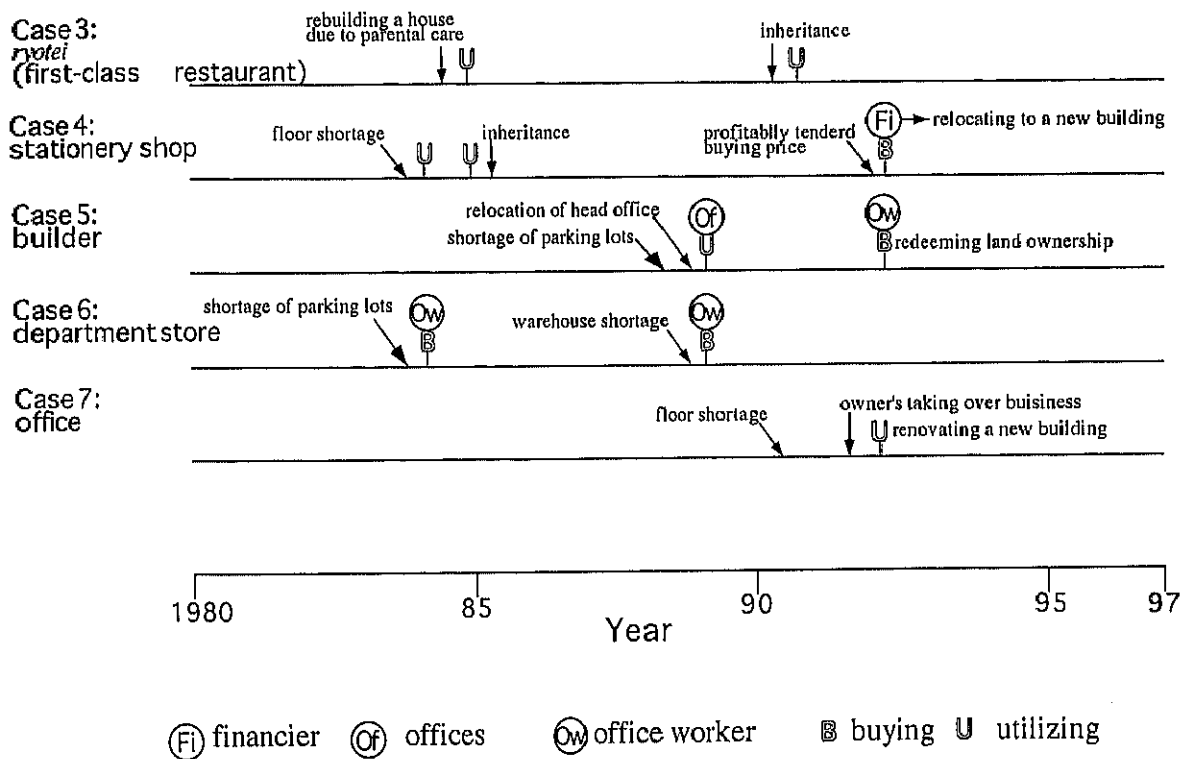 Case 3:
ryotei
(first-class restaurant)
rebuilding a house
due to parental care
U
inheritance
U
Case 4:
stationery shop
floor shortage
U
U
inheritance
profitablly tenderd
buying price
Fi
B
relocating to a new building
Case 5:
builder
relocation of head office
shortage of parking lots
Of
U
Ow
B redeeming land ownership
Case 6:
department store
shortage of parking lots
Ow
B
warehouse shortage
Ow
B
Case 7:
office
floor shortage
owner's taking over buisiness
U renovating a new building
1980 85 90 95 97
Year
Fi financier Of offices Ow office worker B buying U utilizing